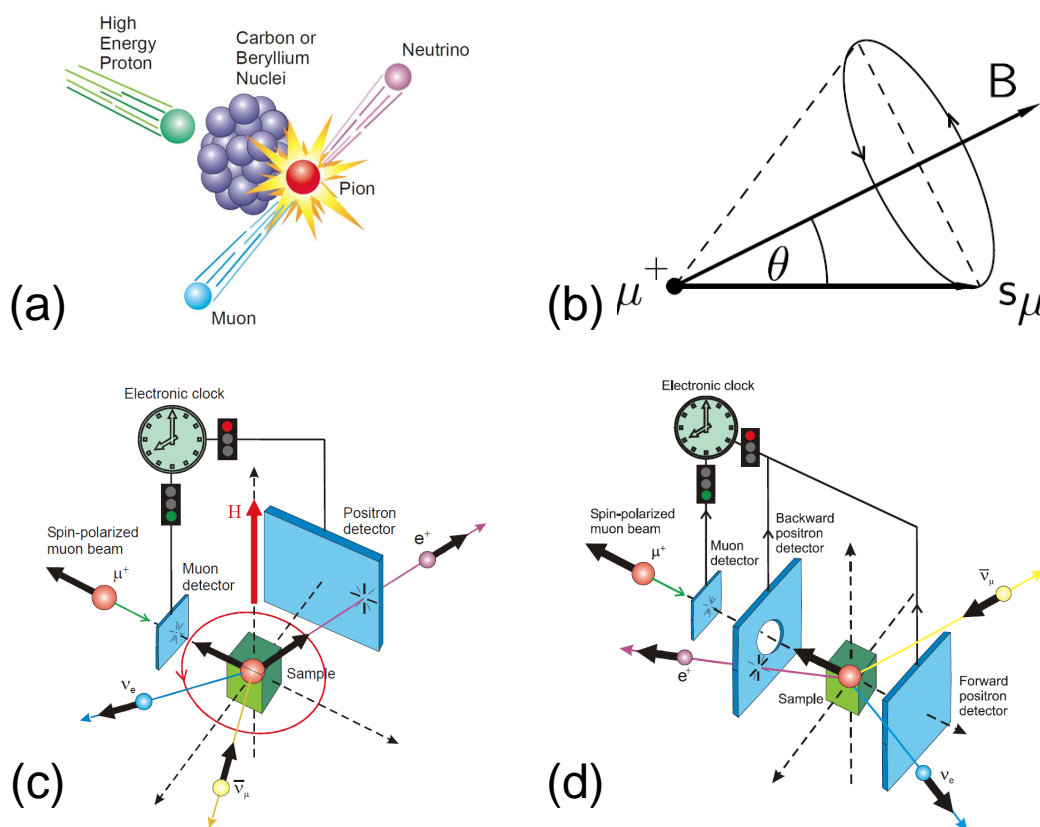 High
Energy
Proton
Carbon or
Beryllium
Nuclei
Neutrino
Pion
Muon
(a)
B
θ
μ+
sμ
(b)
Electronic clock
H
Positron
detector
e+
Spin-polarized
muon beam
μ+
Muon
detector
Sample
νe
ν̅μ
(c)
Electronic clock
Spin-polarized
muon beam
μ+
Muon
detector
Backward
positron
detector
ν̅μ
e+
Sample
Forward
positron
detector
νe
(d)